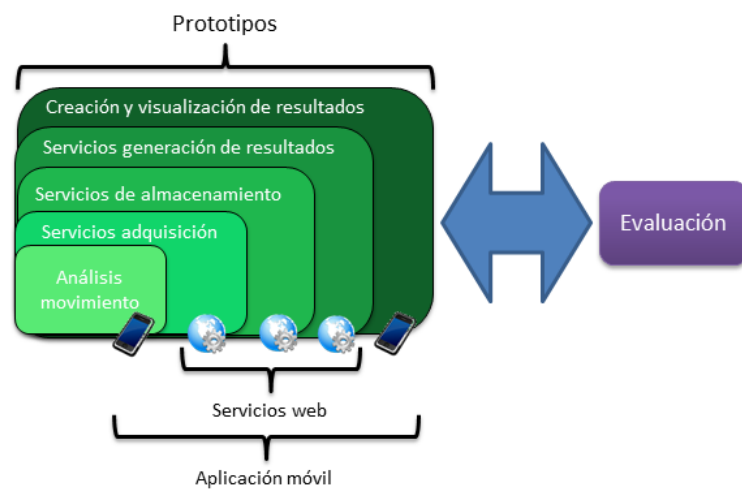 Prototipos
Creación y visualización de resultados
Servicios generación de resultados
Servicios de almacenamiento
Servicios adquisición
Análisis
movimiento
Evaluación
Servicios web
Aplicación móvil